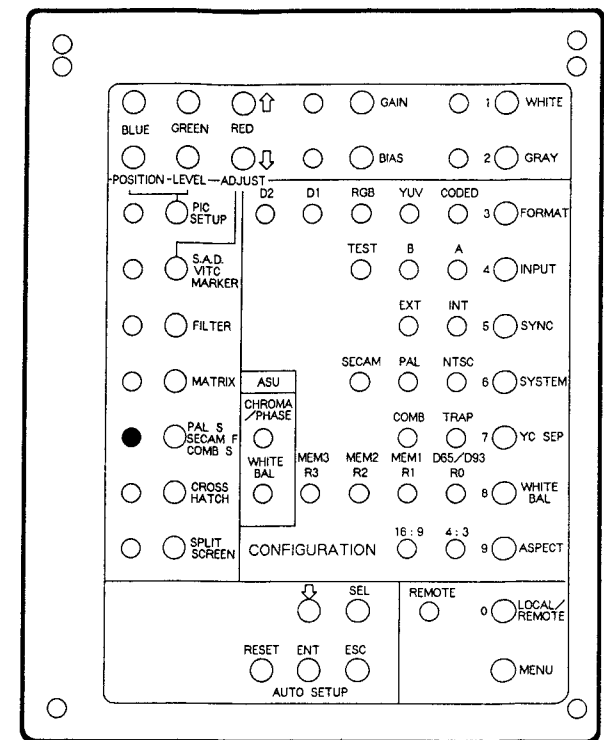 GAIN 1 WHITE
BLUE GREEN RED
BIAS 2 GRAY
POSITION - LEVEL - ADJUST
D2 D1 RGB YUV CODED
PIC SETUP
3 FORMAT
TEST B A
S.A.D. VITC MARKER
4 INPUT
EXT INT
FILTER
5 SYNC
SECAM PAL NTSC
MATRIX
ASU
6 SYSTEM
CHROMA /PHASE
COMB TRAP
PAL S
SECAM F
COMB S
7 YC SEP
WHITE BAL
MEM3 MEM2 MEM1 D65/D93
R3 R2 R1 R0
CROSS HATCH
8 WHITE BAL
16:9 4:3
SPLIT SCREEN
CONFIGURATION
9 ASPECT
SEL
REMOTE
0 LOCAL/ REMOTE
RESET ENT ESC
MENU
AUTO SETUP